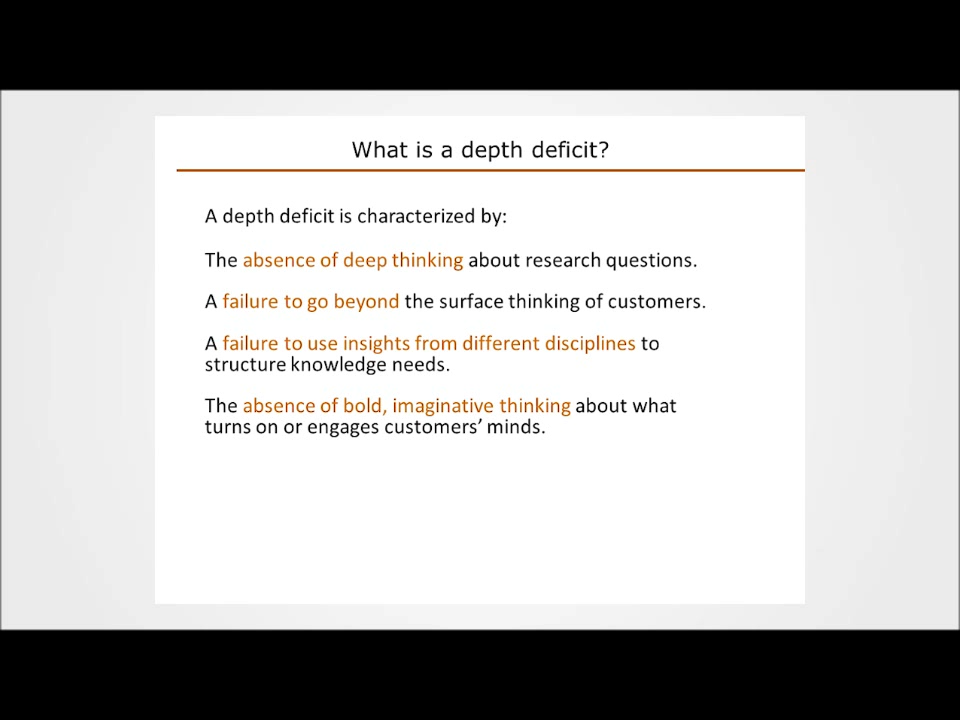 What is a depth deficit?
A depth deficit is characterized by:
The absence of deep thinking about research questions.
A failure to go beyond the surface thinking of customers.
A failure to use insights from different disciplines to
structure knowledge needs.
The absence of bold, imaginative thinking about what
turns on or engages customers’ minds.